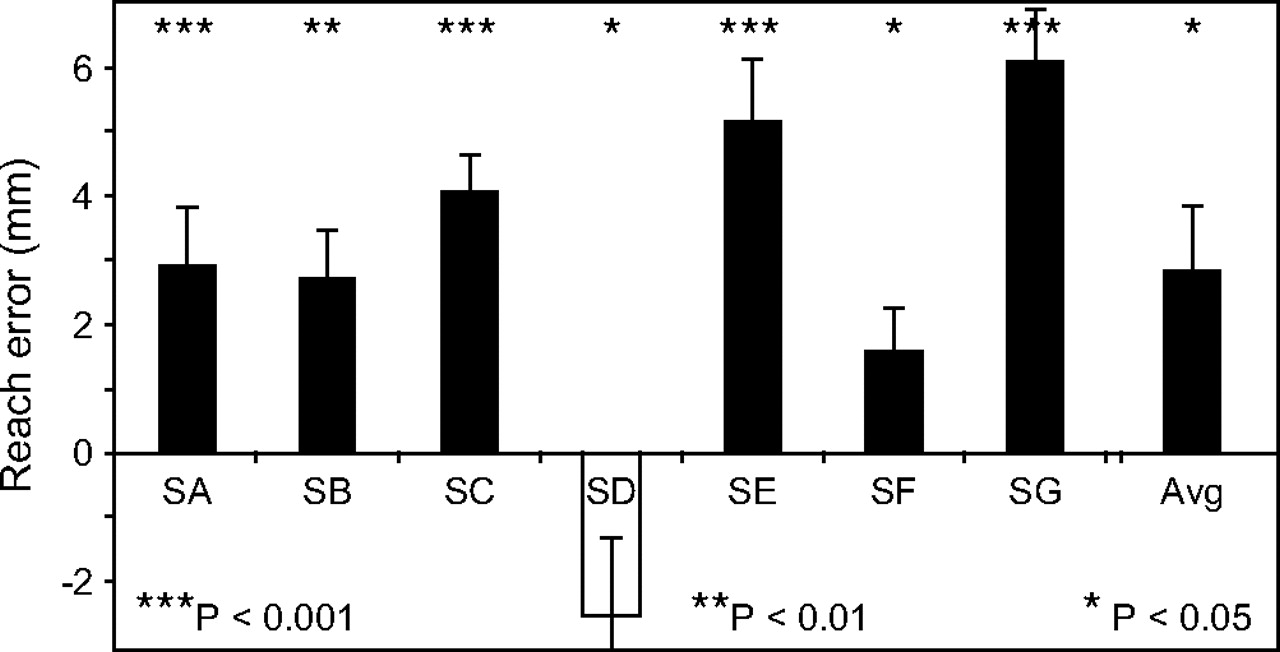 *** ** *** * *** * *** *
Reach error (mm)
6
4
2
0
-2
SA SB SC SD SE SF SG Avg
***P < 0.001 **P < 0.01 * P < 0.05